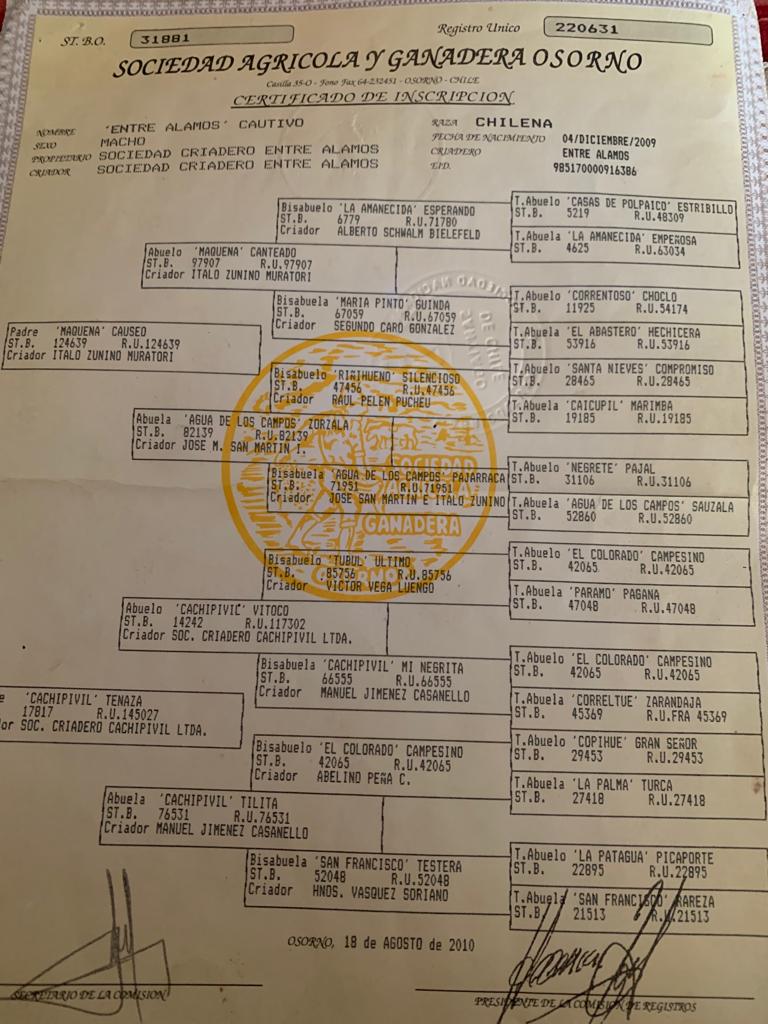 ST. B.O. 31881
Registro Unico 220631
SOCIEDAD AGRICOLA Y GANADERA OSORNO
Casilla 35-O - Fono Fax 64-232451 - OSORNO - CHILE
CERTIFICADO DE INSCRIPCION
NOMBRE 'ENTRE ALAMOS' CAUTIVO
SEXO MACHO
PROPIETARIO SOCIEDAD CRIADERO ENTRE ALAMOS
CRIADOR SOCIEDAD CRIADERO ENTRE ALAMOS
RAZA CHILENA
FECHA DE NACIMIENTO 04/DICIEMBRE/2009
CRIADERO ENTRE ALAMOS
EID. 985170000916386
Padre 'MAQUENA' CAUSEO
ST.B. 124639 R.U.124639
Criador ITALO ZUNINO MURATORI
Abuelo 'MAQUENA' CANTEADO
ST.B. 97907 R.U.97907
Criador ITALO ZUNINO MURATORI
Bisabuelo 'LA AMANECIDA' ESPERANDO
ST.B. 6779 R.U.71780
Criador ALBERTO SCHWALM BIELEFELD
T.Abuelo 'CASAS DE POLPAICO' ESTRIBILLO
ST.B. 5219 R.U.48309
T.Abuela 'LA AMANECIDA' EMPEÑOSA
ST.B. 4625 R.U.63034
Bisabuela 'MARIA PINTO' GUINDA
ST.B. 67059 R.U.67059
Criador SEGUNDO CARO GONZALEZ
T.Abuelo 'CORRENTOSO' CHOCLO
ST.B. 11925 R.U.54174
T.Abuela 'EL ABASTERO' HECHICERA
ST.B. 53916 R.U.53916
Abuela 'AGUA DE LOS CAMPOS' ZORZALA
ST.B. 82139 R.U.82139
Criador JOSE M. SAN MARTIN I.
Bisabuelo 'RIÑIHUENO' SILENCIOSO
ST.B. 47456 R.U.47456
Criador RAUL PELEN PUCHEU
T.Abuelo 'SANTA NIEVES' COMPROMISO
ST.B. 28465 R.U.28465
T.Abuela 'CAICUPIL' MARIMBA
ST.B. 19185 R.U.19185
Bisabuela 'AGUA DE LOS CAMPOS' PAJARRACA
ST.B. 71951 R.U.71951
Criador JOSE SAN MARTIN E ITALO ZUNINO
T.Abuelo 'NEGRETE' PAJAL
ST.B. 31106 R.U.31106
T.Abuela 'AGUA DE LOS CAMPOS' SAUZALA
ST.B. 52860 R.U.52860
SOCIEDAD
GANADERA
'CACHIPIVIL' TENAZA
17817 R.U.145027
SOC. CRIADERO CACHIPIVIL LTDA.
Abuelo 'CACHIPIVIL' VITOCO
ST.B. 14242 R.U.117302
Criador SOC. CRIADERO CACHIPIVIL LTDA.
Bisabuelo 'TUBUL' ULTIMO
ST.B. 85756 R.U.85756
Criador VICTOR VEGA LUENGO
T.Abuelo 'EL COLORADO' CAMPESINO
ST.B. 42065 R.U.42065
T.Abuela 'PARAMO' PAGANA
ST.B. 47048 R.U.47048
Bisabuela 'CACHIPIVIL' MI NEGRITA
ST.B. 66555 R.U.66555
Criador MANUEL JIMENEZ CASANELLO
T.Abuelo 'EL COLORADO' CAMPESINO
ST.B. 42065 R.U.42065
T.Abuela 'CORRELTUE' ZARANDAJA
ST.B. 45369 R.U.FRA 45369
Abuela 'CACHIPIVIL' TILITA
ST.B. 76531 R.U.76531
Criador MANUEL JIMENEZ CASANELLO
Bisabuelo 'EL COLORADO' CAMPESINO
ST.B. 42065 R.U.42065
Criador ABELINO PEÑA C.
T.Abuelo 'COPIHUE' GRAN SEÑOR
ST.B. 29453 R.U.29453
T.Abuela 'LA PALMA' TURCA
ST.B. 27418 R.U.27418
Bisabuela 'SAN FRANCISCO' TESTERA
ST.B. 52048 R.U.52048
Criador HNOS. VASQUEZ SORIANO
T.Abuelo 'LA PATAGUA' PICAPORTE
ST.B. 22895 R.U.22895
T.Abuela 'SAN FRANCISCO' RAREZA
ST.B. 21513 R.U.21513
OSORNO, 18 de AGOSTO de 2010
SECRETARIO DE LA COMISION
PRESIDENTE DE LA COMISION DE REGISTROS